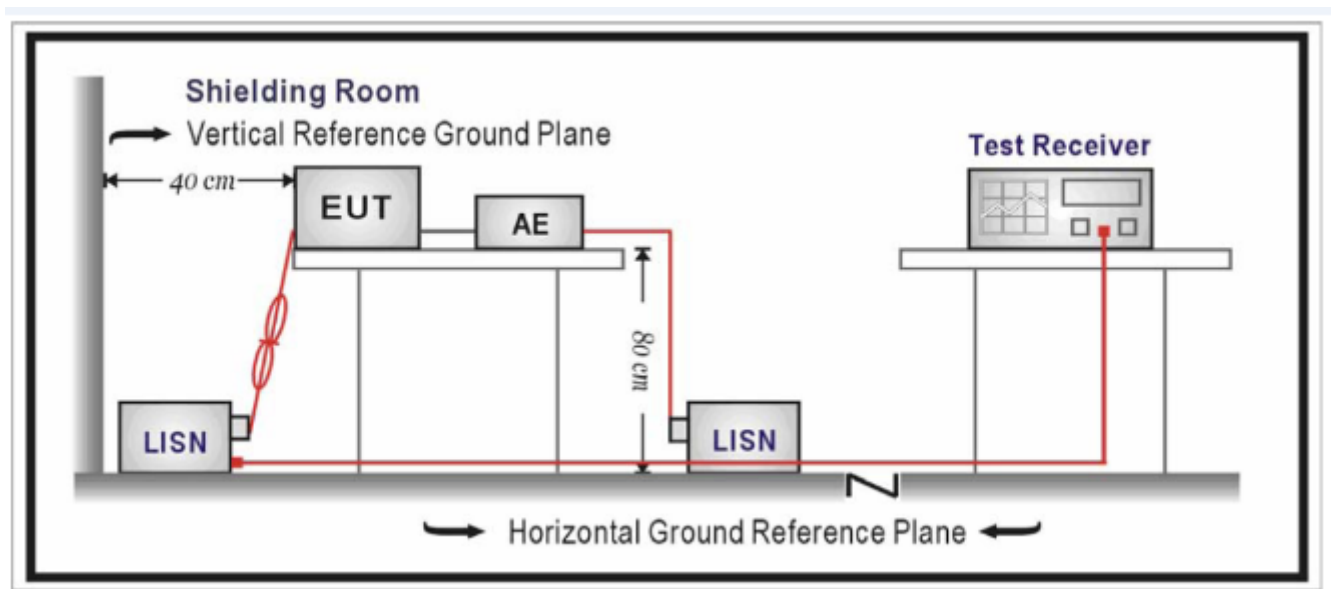 Shielding Room
Vertical Reference Ground Plane
Test Receiver
40 cm
EUT
AE
80 cm
LISN
LISN
Horizontal Ground Reference Plane